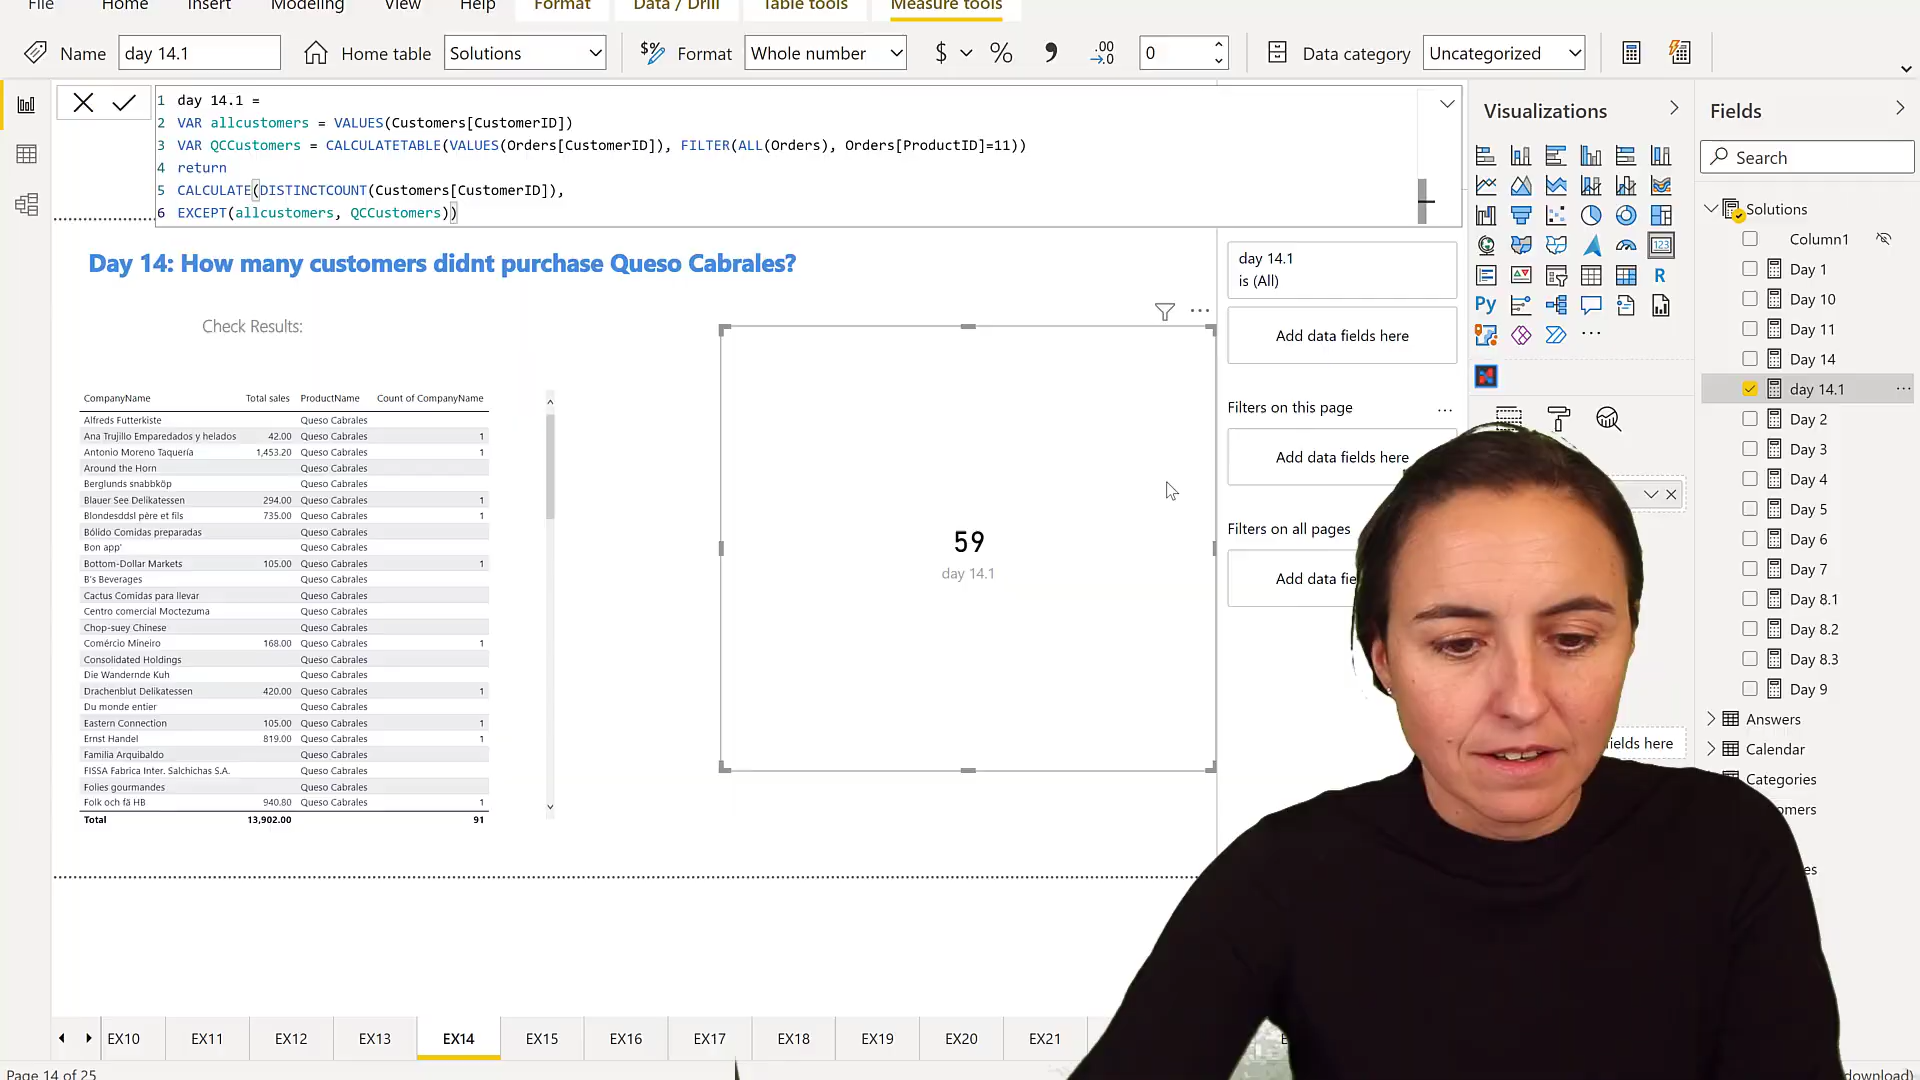 File Home Insert Modeling View Help Format Data / Drill Table tools Measure tools
Name day 14.1 Home table Solutions Format Whole number $ % 0 Data category Uncategorized
1 day 14.1 =
2 VAR allcustomers = VALUES(Customers[CustomerID])
3 VAR QCCustomers = CALCULATETABLE(VALUES(Orders[CustomerID]), FILTER(ALL(Orders), Orders[ProductID]=11))
4 return
5 CALCULATE(DISTINCTCOUNT(Customers[CustomerID]),
6 EXCEPT(allcustomers, QCCustomers))
Day 14: How many customers didnt purchase Queso Cabrales?
Check Results:
CompanyName Total sales ProductName Count of CompanyName
Alfreds Futterkiste Queso Cabrales
Ana Trujillo Emparedados y helados 42.00 Queso Cabrales 1
Antonio Moreno Taquería 1,453.20 Queso Cabrales 1
Around the Horn Queso Cabrales
Berglunds snabbköp Queso Cabrales
Blauer See Delikatessen 294.00 Queso Cabrales 1
Blondesddsl père et fils 735.00 Queso Cabrales 1
Bólido Comidas preparadas Queso Cabrales
Bon app' Queso Cabrales
Bottom-Dollar Markets 105.00 Queso Cabrales 1
B's Beverages Queso Cabrales
Cactus Comidas para llevar Queso Cabrales
Centro comercial Moctezuma Queso Cabrales
Chop-suey Chinese Queso Cabrales
Comércio Mineiro 168.00 Queso Cabrales 1
Consolidated Holdings Queso Cabrales
Die Wandernde Kuh Queso Cabrales
Drachenblut Delikatessen 420.00 Queso Cabrales 1
Du monde entier Queso Cabrales
Eastern Connection 105.00 Queso Cabrales 1
Ernst Handel 819.00 Queso Cabrales 1
Familia Arquibaldo Queso Cabrales
FISSA Fabrica Inter. Salchichas S.A. Queso Cabrales
Folies gourmandes Queso Cabrales
Folk och fä HB 940.80 Queso Cabrales 1
Total 13,902.00 91
59
day 14.1
day 14.1
is (All)
Add data fields here
Filters on this page
Add data fields here
Filters on all pages
Add data fie
Visualizations
R
Py
123
ields here
Fields
Search
Solutions
Column1
Day 1
Day 10
Day 11
Day 14
day 14.1
Day 2
Day 3
Day 4
Day 5
Day 6
Day 7
Day 8.1
Day 8.2
Day 8.3
Day 9
Answers
Calendar
Categories
omers
es
EX10 EX11 EX12 EX13 EX14 EX15 EX16 EX17 EX18 EX19 EX20 EX21
Page 14 of 25
download)